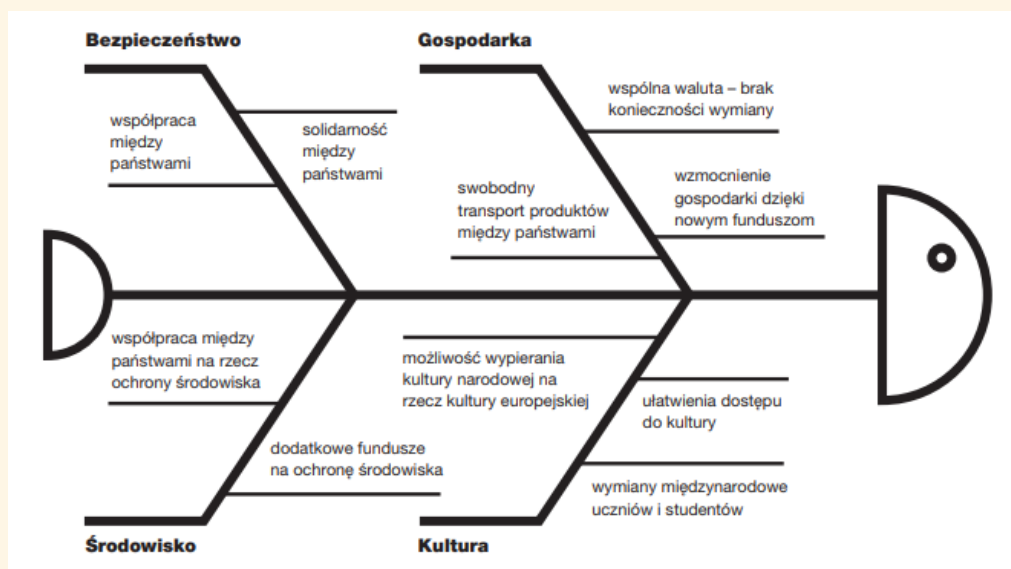 Bezpieczeństwo
współpraca
między
państwami
solidarność
między
państwami
Gospodarka
wspólna waluta – brak
konieczności wymiany
swobodny
transport produktów
między państwami
wzmocnienie
gospodarki dzięki
nowym funduszom
współpraca między
państwami na rzecz
ochrony środowiska
dodatkowe fundusze
na ochronę środowiska
Środowisko
możliwość wypierania
kultury narodowej na
rzecz kultury europejskiej
ułatwienia dostępu
do kultury
wymiany międzynarodowe
uczniów i studentów
Kultura